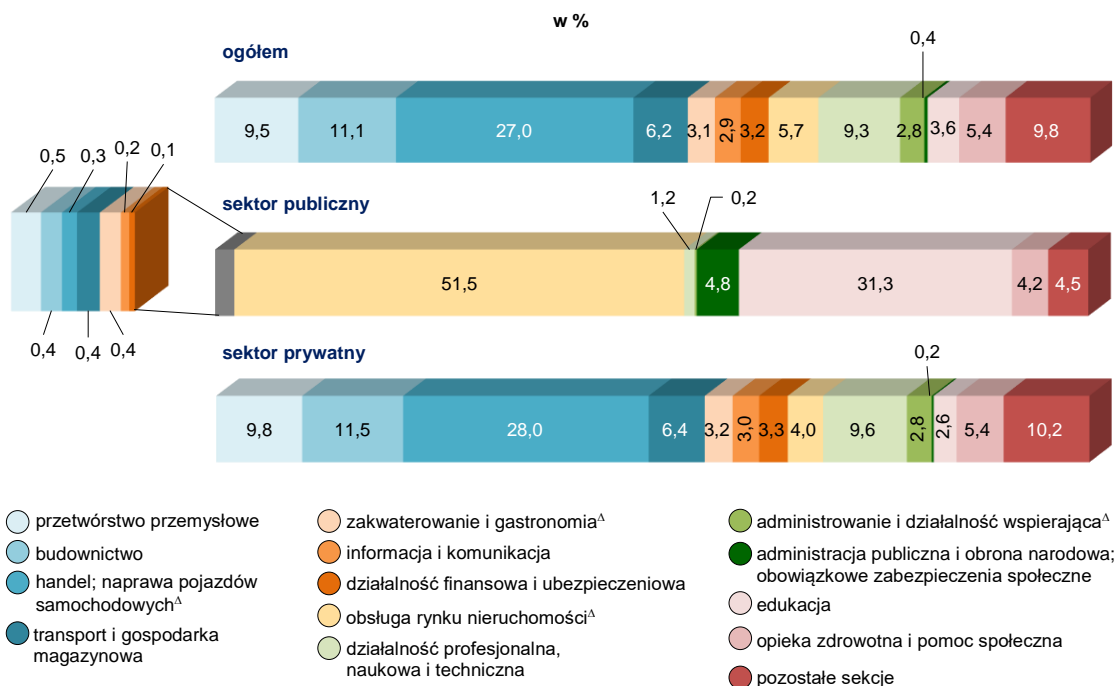 w %
ogółem
0,4
9,5 11,1 27,0 6,2 3,1 2,9 3,2 5,7 9,3 2,8 3,6 5,4 9,8
0,5 0,3 0,2 0,1
sektor publiczny
1,2 0,2
51,5 4,8 31,3 4,2 4,5
0,4 0,4 0,4
sektor prywatny
0,2
9,8 11,5 28,0 6,4 3,2 3,0 3,3 4,0 9,6 2,8 2,6 5,4 10,2
przetwórstwo przemysłowe
budownictwo
handel; naprawa pojazdów
samochodowych^Δ
transport i gospodarka
magazynowa
zakwaterowanie i gastronomia^Δ
informacja i komunikacja
działalność finansowa i ubezpieczeniowa
obsługa rynku nieruchomości^Δ
działalność profesjonalna,
naukowa i techniczna
administrowanie i działalność wspierająca^Δ
administracja publiczna i obrona narodowa;
obowiązkowe zabezpieczenia społeczne
edukacja
opieka zdrowotna i pomoc społeczna
pozostałe sekcje